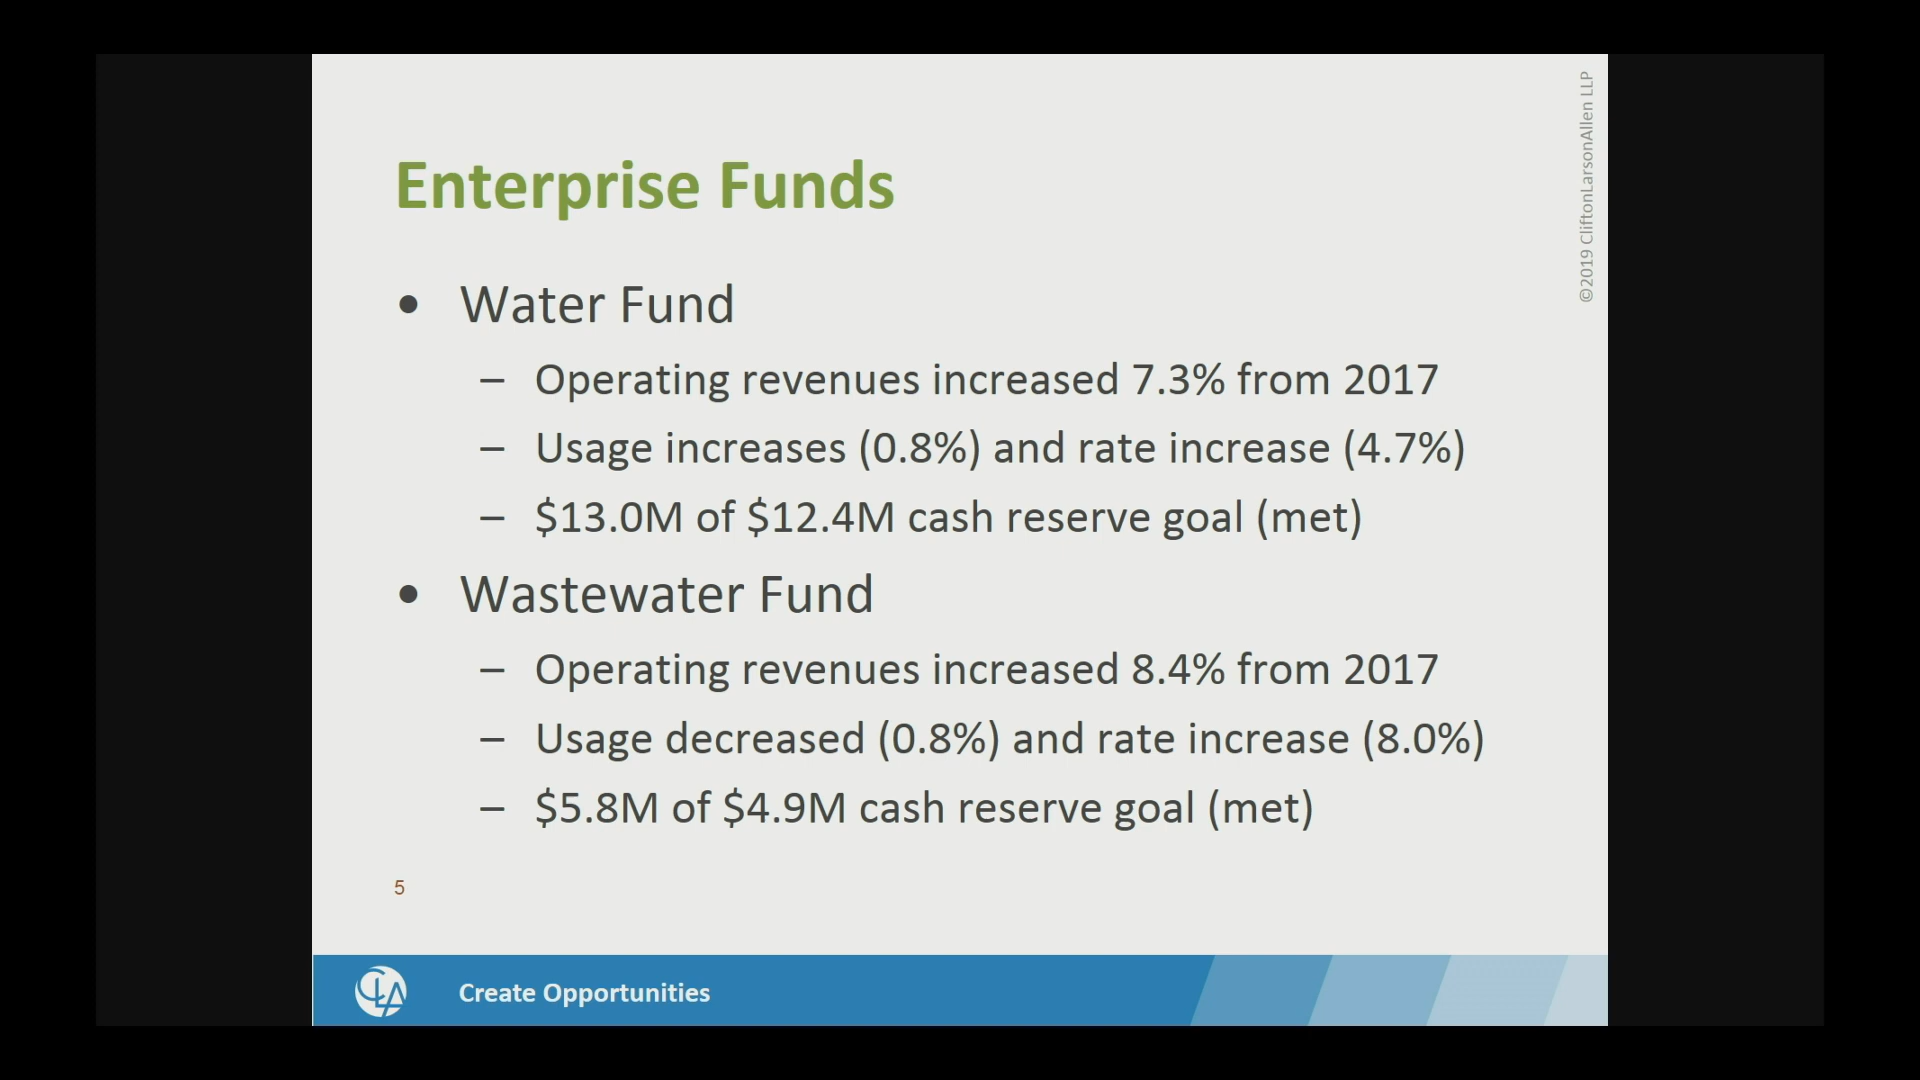 ©2019 CliftonLarsonAllen LLP
Enterprise Funds
• Water Fund
– Operating revenues increased 7.3% from 2017
– Usage increases (0.8%) and rate increase (4.7%)
– $13.0M of $12.4M cash reserve goal (met)
• Wastewater Fund
– Operating revenues increased 8.4% from 2017
– Usage decreased (0.8%) and rate increase (8.0%)
– $5.8M of $4.9M cash reserve goal (met)
5
CLA
Create Opportunities